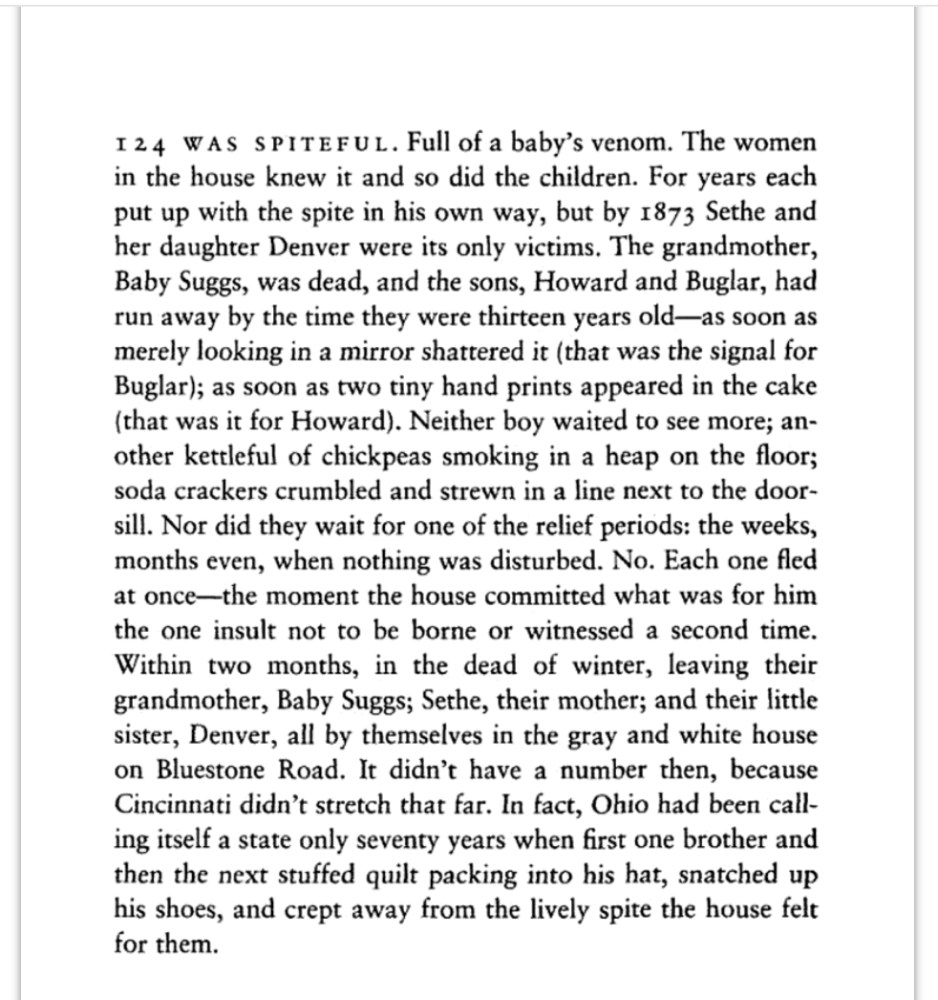 124 WAS SPITEFUL. Full of a baby's venom. The women
in the house knew it and so did the children. For years each
put up with the spite in his own way, but by 1873 Sethe and
her daughter Denver were its only victims. The grandmother,
Baby Suggs, was dead, and the sons, Howard and Buglar, had
run away by the time they were thirteen years old—as soon as
merely looking in a mirror shattered it (that was the signal for
Buglar); as soon as two tiny hand prints appeared in the cake
(that was it for Howard). Neither boy waited to see more; an-
other kettleful of chickpeas smoking in a heap on the floor;
soda crackers crumbled and strewn in a line next to the door-
sill. Nor did they wait for one of the relief periods: the weeks,
months even, when nothing was disturbed. No. Each one fled
at once—the moment the house committed what was for him
the one insult not to be borne or witnessed a second time.
Within two months, in the dead of winter, leaving their
grandmother, Baby Suggs; Sethe, their mother; and their little
sister, Denver, all by themselves in the gray and white house
on Bluestone Road. It didn't have a number then, because
Cincinnati didn't stretch that far. In fact, Ohio had been call-
ing itself a state only seventy years when first one brother and
then the next stuffed quilt packing into his hat, snatched up
his shoes, and crept away from the lively spite the house felt
for them.